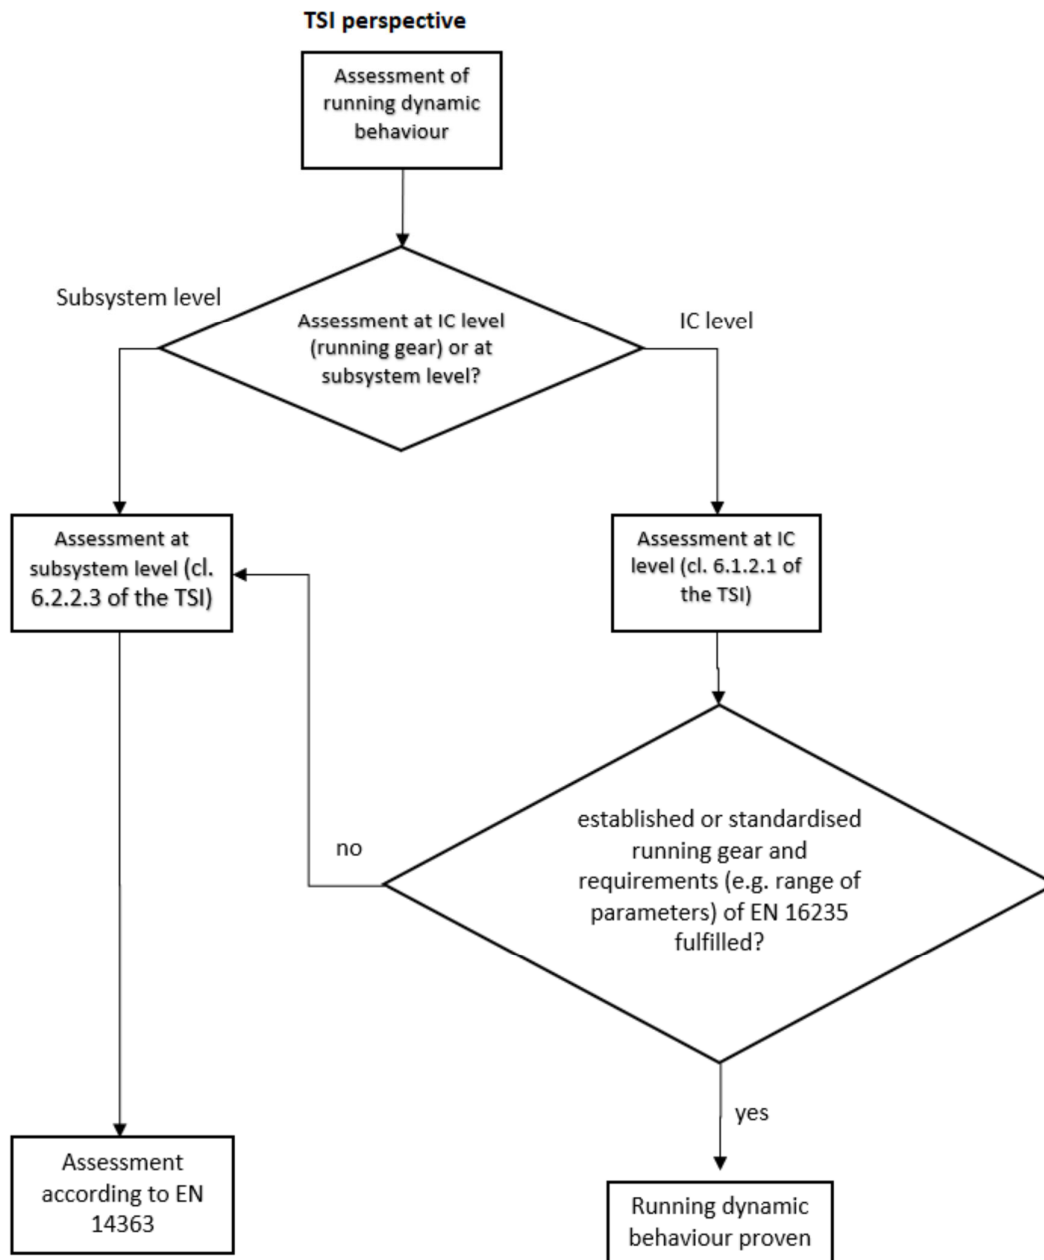 TSI perspective
Assessment of
running dynamic
behaviour
Subsystem level
Assessment at IC level
(running gear) or at
subsystem level?
IC level
Assessment at
subsystem level (cl.
6.2.2.3 of the TSI)
Assessment at IC
level (cl. 6.1.2.1 of
the TSI)
established or standardised
running gear and
requirements (e.g. range of
parameters) of EN 16235
fulfilled?
no
yes
Assessment
according to EN
14363
Running dynamic
behaviour proven